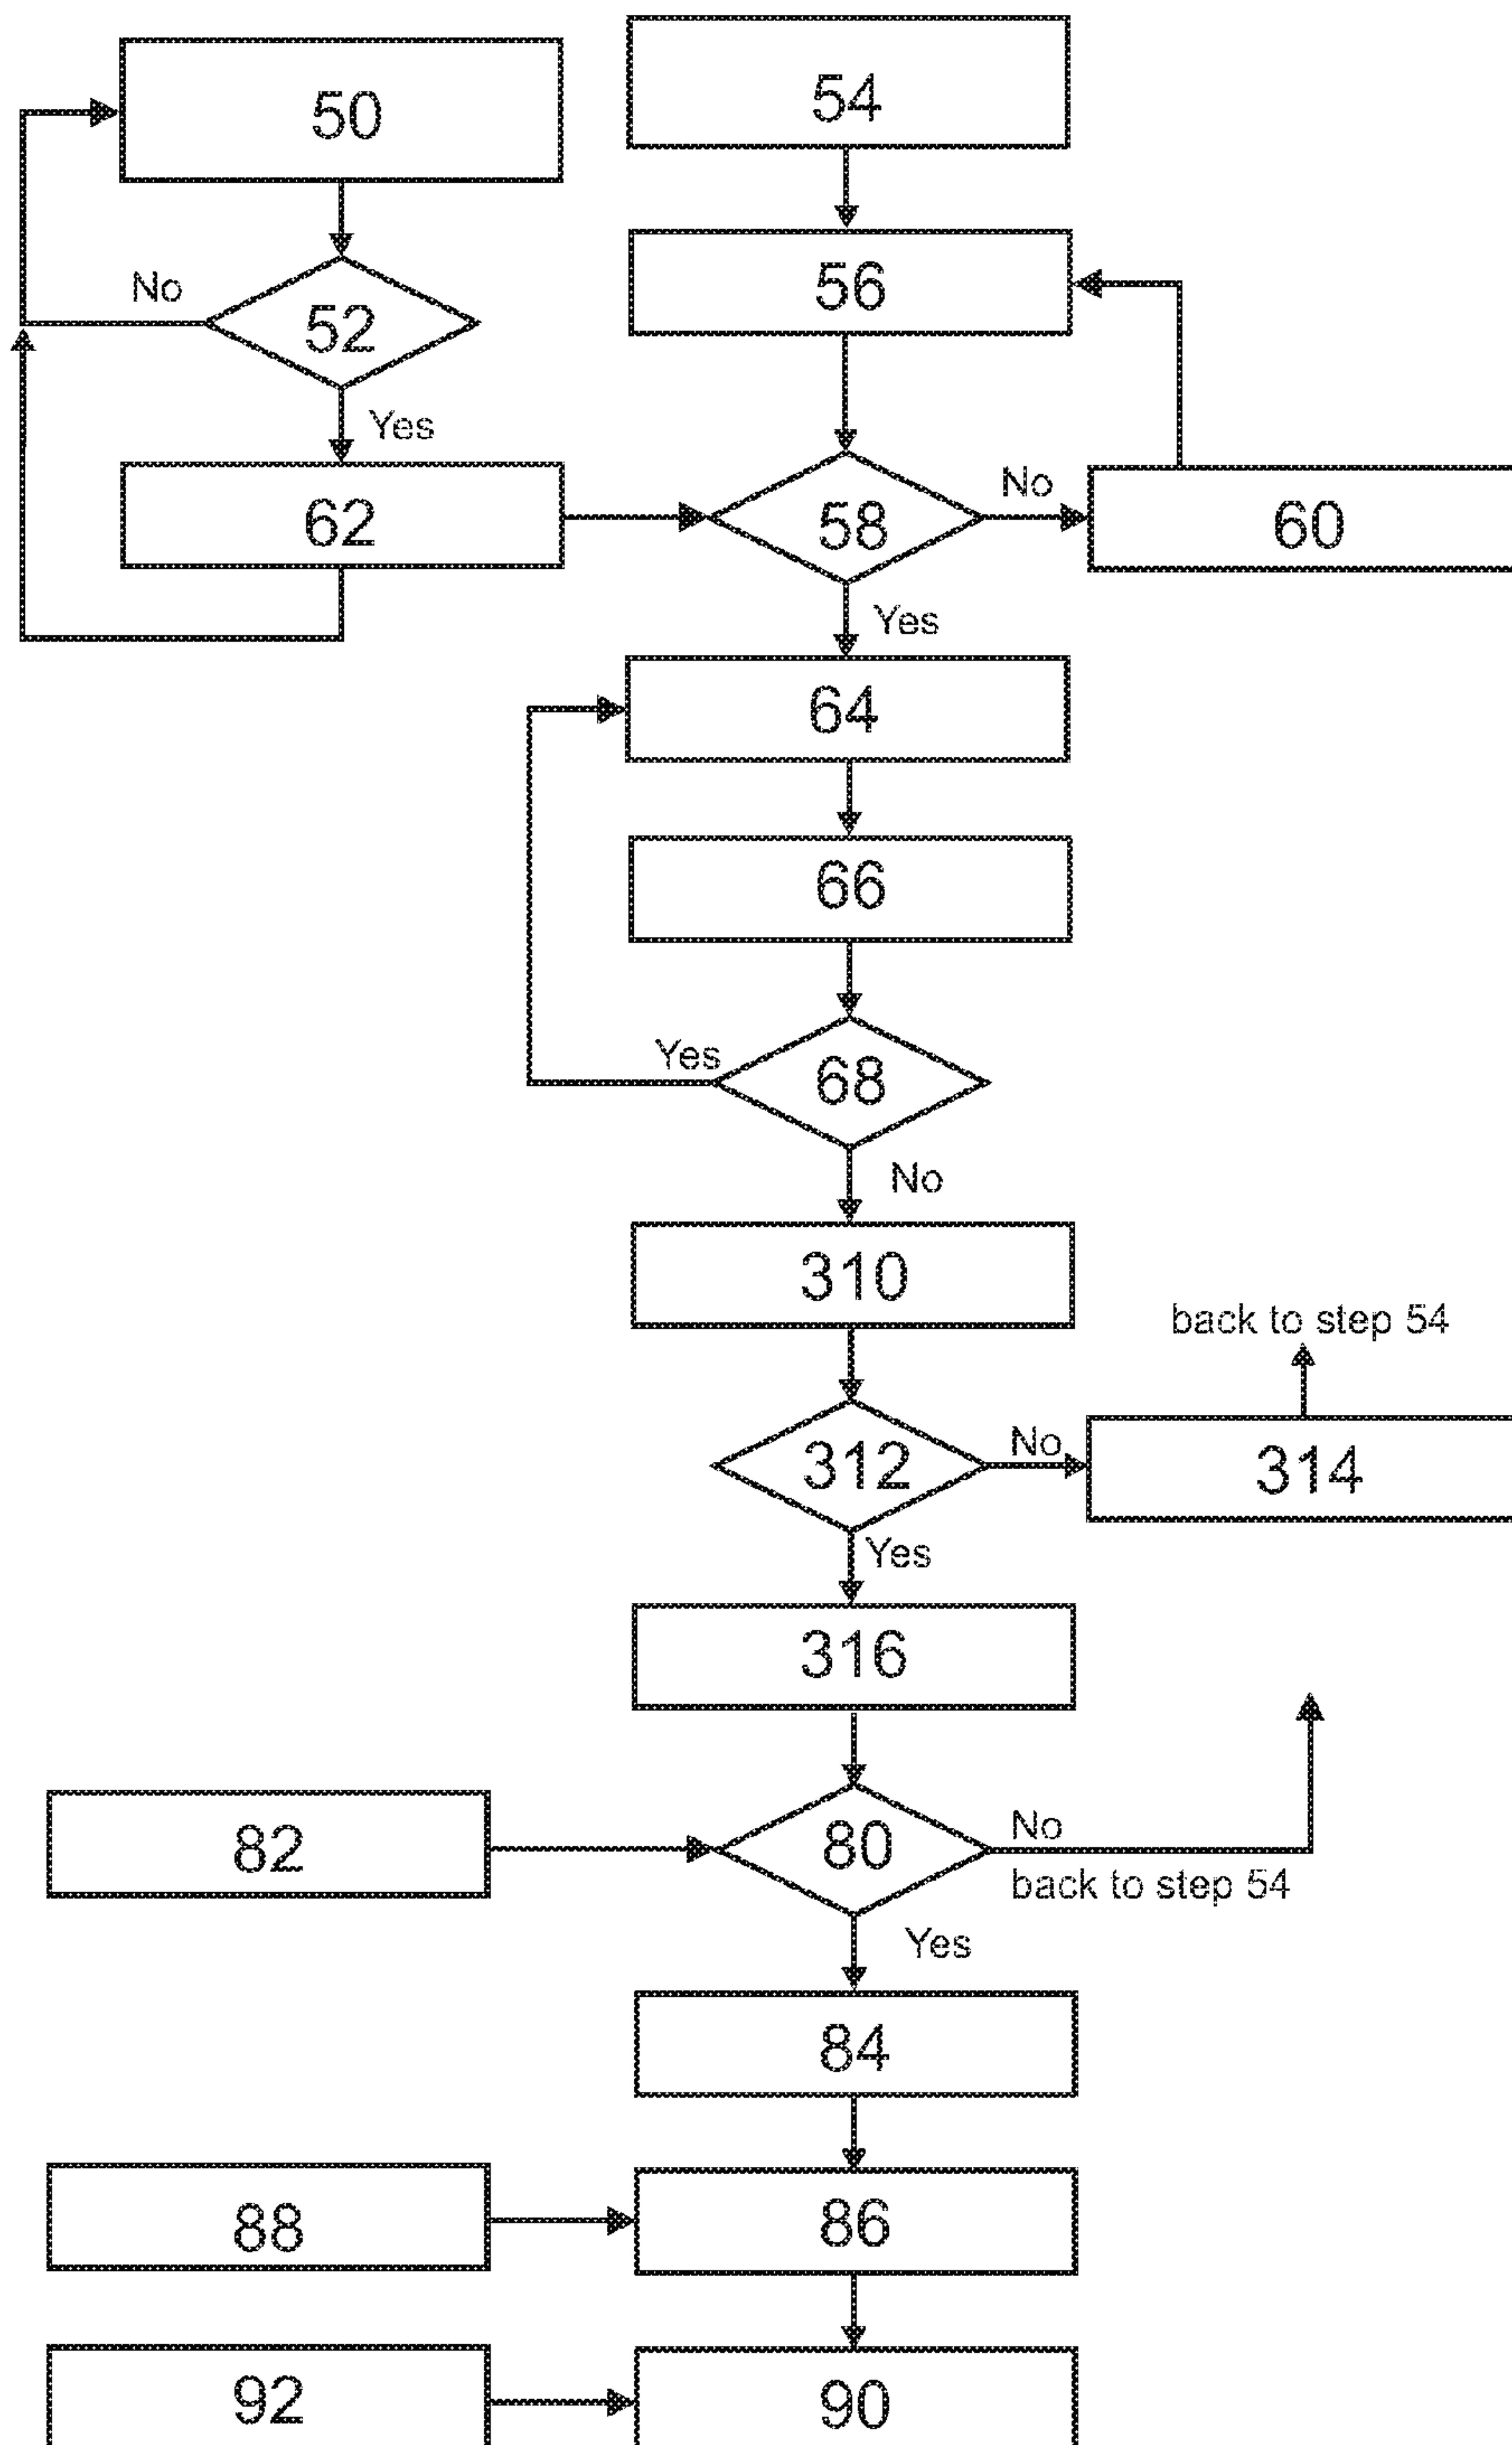 50
54
56
No
52
Yes
62
58
No
60
Yes
64
66
Yes
68
No
310
back to step 54
312
No
314
Yes
316
82
80
No
back to step 54
Yes
84
88
86
92
90